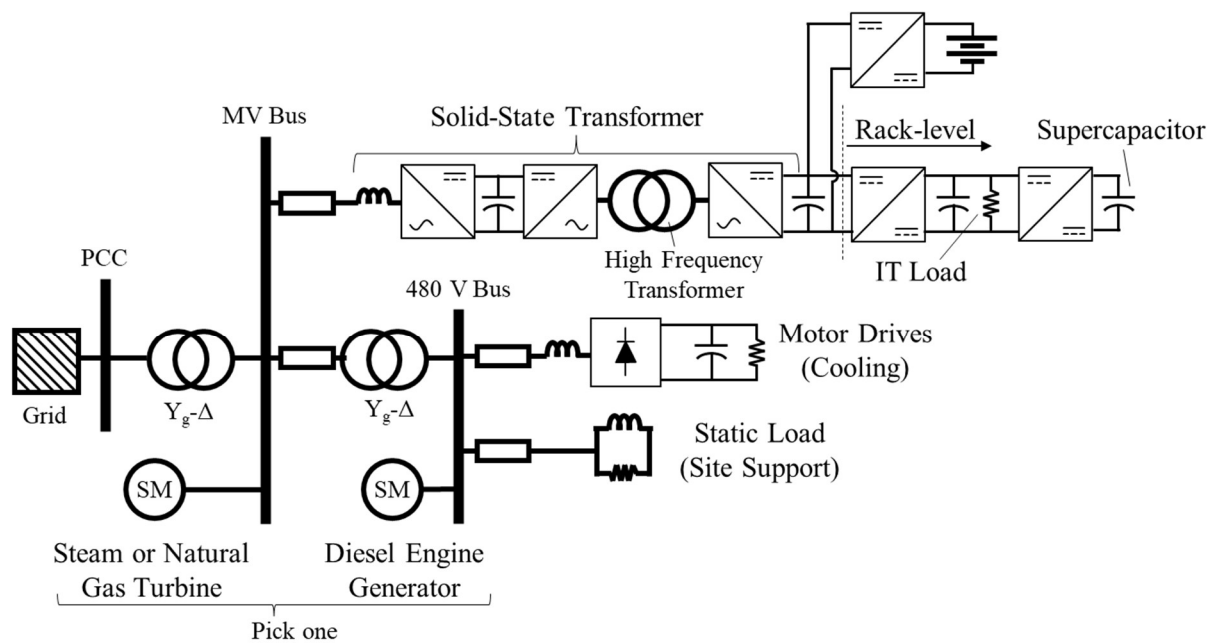 MV Bus
Solid-State Transformer
Rack-level
Supercapacitor
High Frequency
Transformer
IT Load
PCC
480 V Bus
Motor Drives
(Cooling)
Grid
Yg-Δ
Yg-Δ
Static Load
(Site Support)
SM
SM
Steam or Natural
Gas Turbine
Diesel Engine
Generator
Pick one